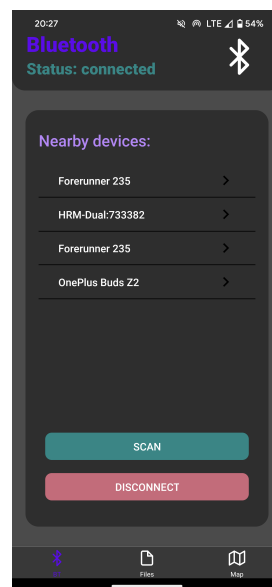 20:27 LTE 54%
Bluetooth
Status: connected
Nearby devices:
Forerunner 235
HRM-Dual:733382
Forerunner 235
OnePlus Buds Z2
SCAN
DISCONNECT
Files Map